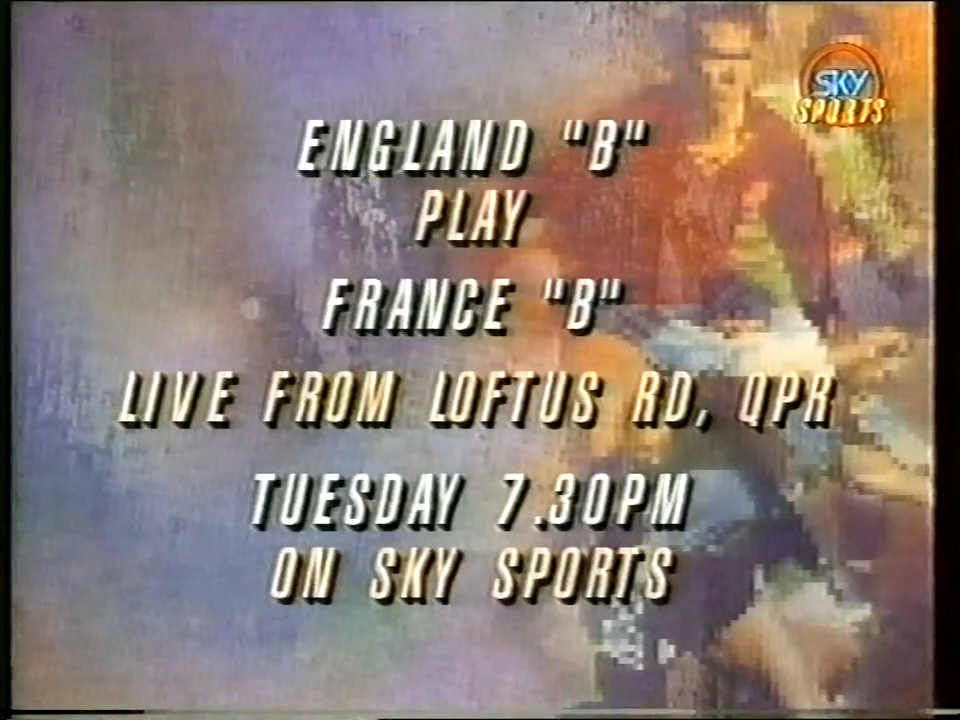 SKY
SPORTS
ENGLAND "B"
PLAY
FRANCE "B"
LIVE FROM LOFTUS RD, QPR
TUESDAY 7.30PM
ON SKY SPORTS